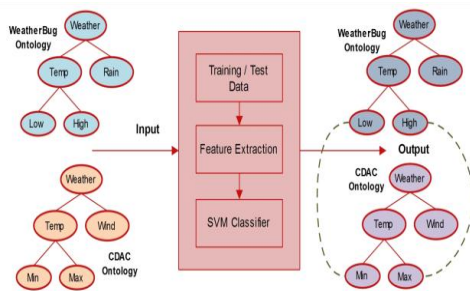 WeatherBug
Ontology
Weather
Temp
Rain
Low
High
Input
Weather
Temp
Wind
Min
Max
CDAC
Ontology
Training / Test
Data
Feature Extraction
SVM Classifier
WeatherBug
Ontology
Weather
Temp
Rain
Low
High
Output
CDAC
Ontology
Weather
Temp
Wind
Min
Max